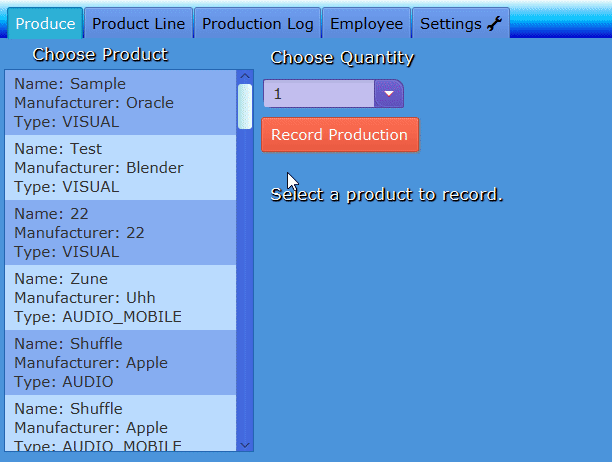 Produce Product Line Production Log Employee Settings
Choose Product
Name: Sample
Manufacturer: Oracle
Type: VISUAL
Name: Test
Manufacturer: Blender
Type: VISUAL
Name: 22
Manufacturer: 22
Type: VISUAL
Name: Zune
Manufacturer: Uhh
Type: AUDIO_MOBILE
Name: Shuffle
Manufacturer: Apple
Type: AUDIO
Name: Shuffle
Manufacturer: Apple
Type: AUDIO_MOBILE
Choose Quantity
1
Record Production
Select a product to record.